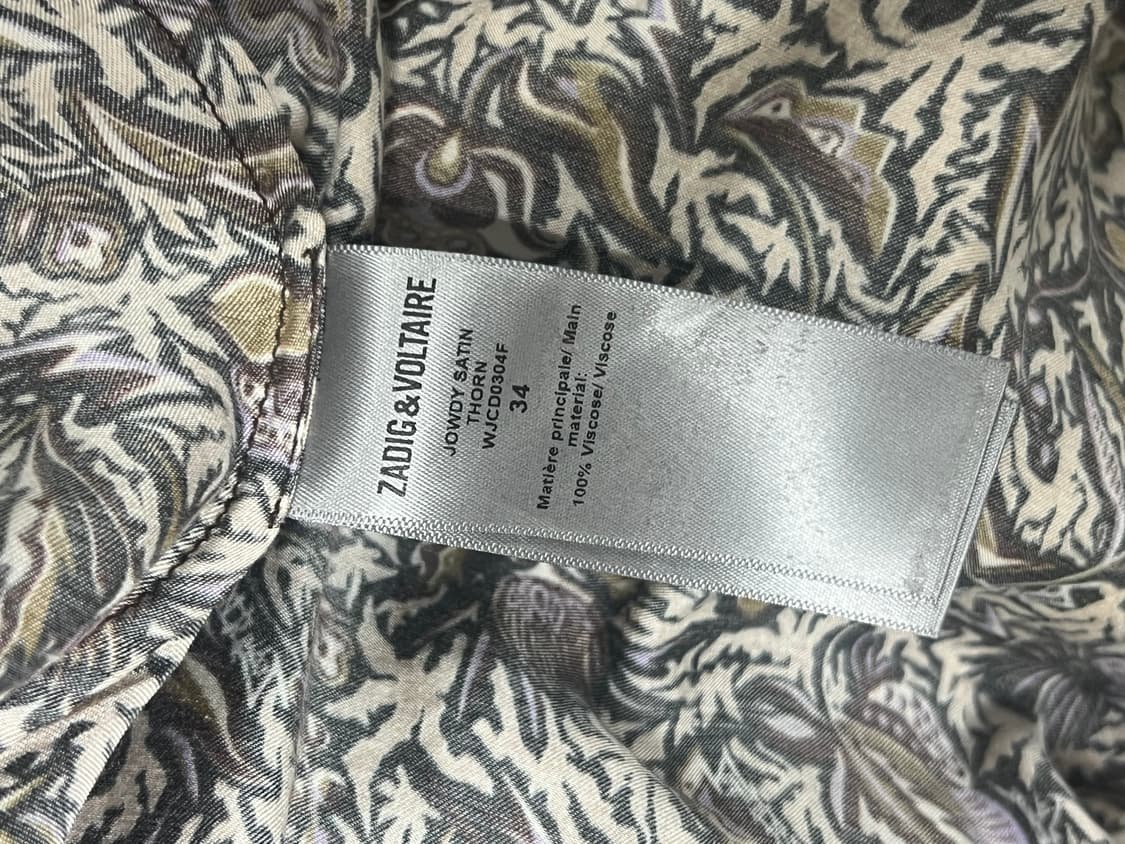 ZADIG&VOLTAIRE
JOWDY SATIN
THORN
WJCD0304F
34
Matière principale/ Main
material:
100% Viscose/ Viscose